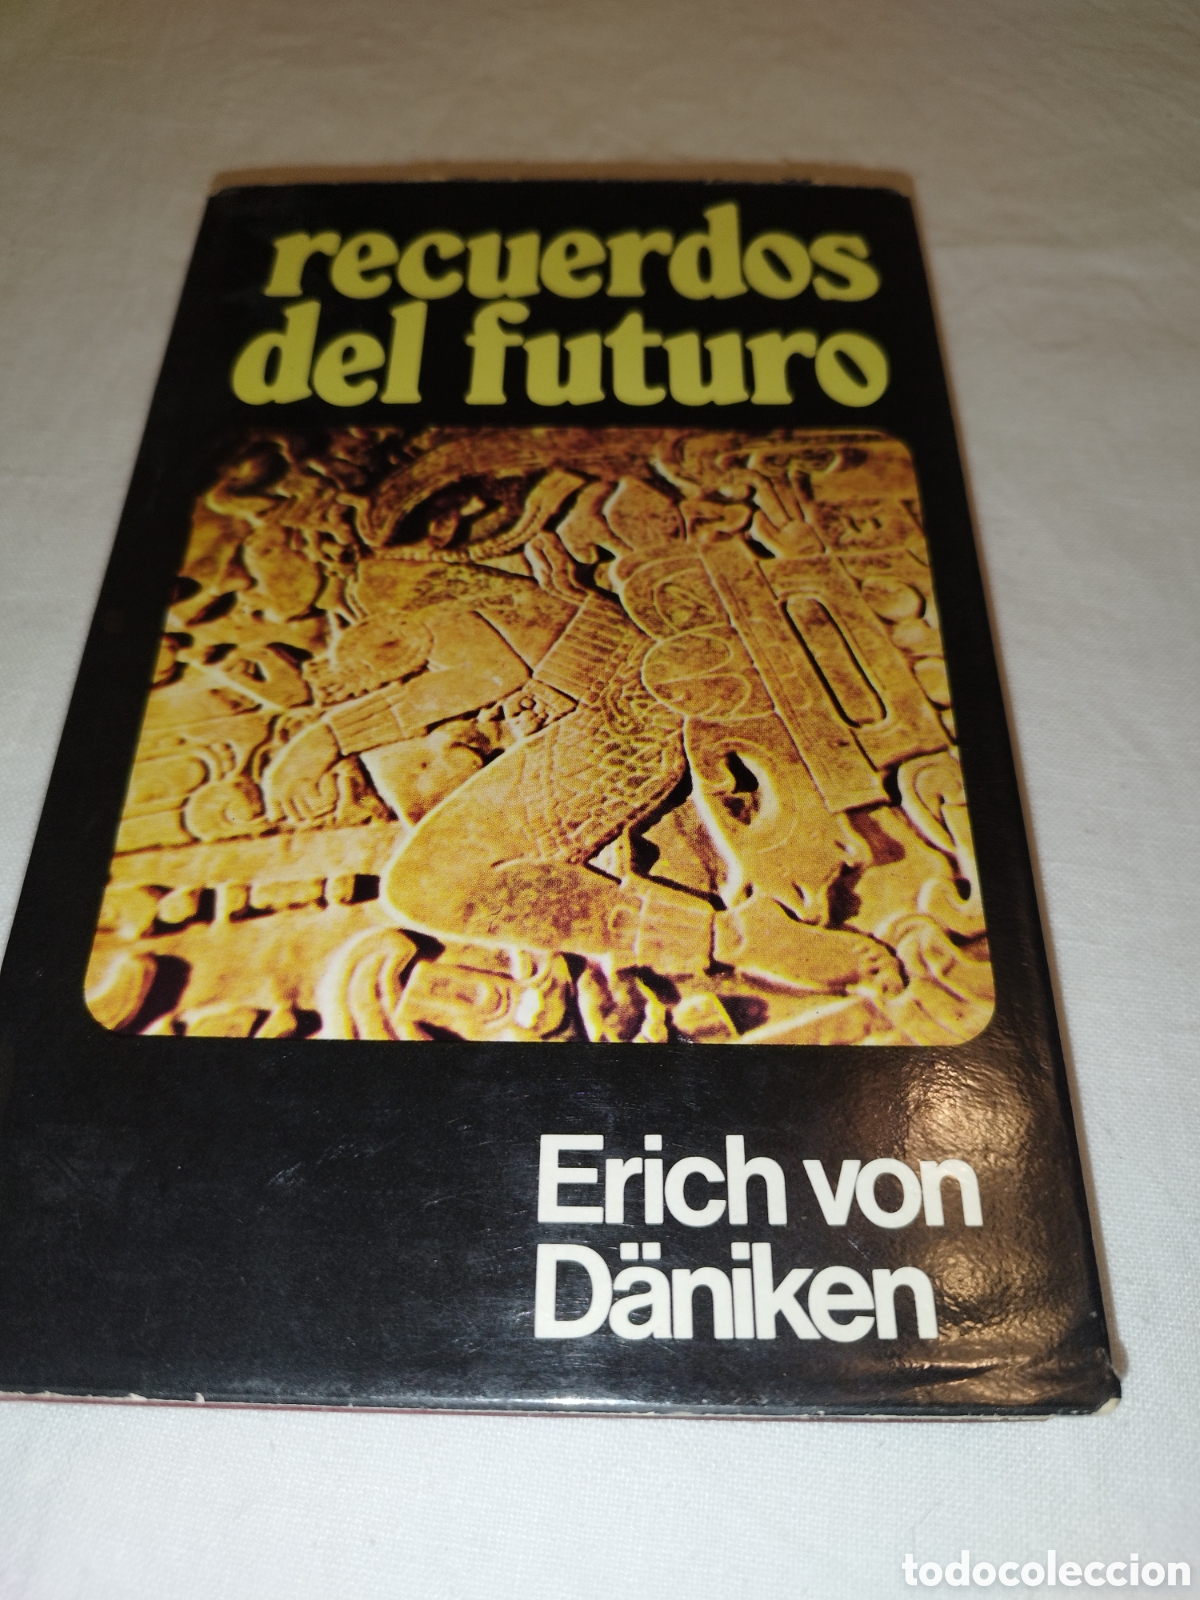 recuerdos
del futuro
Erich von
Däniken
todocoleccion